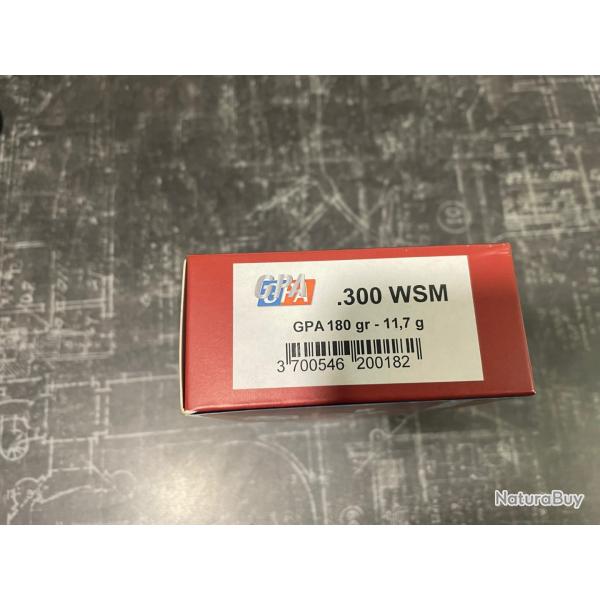 GPA .300 WSM
GPA 180 gr - 11,7 g
3 700546 200182
NaturaBuy